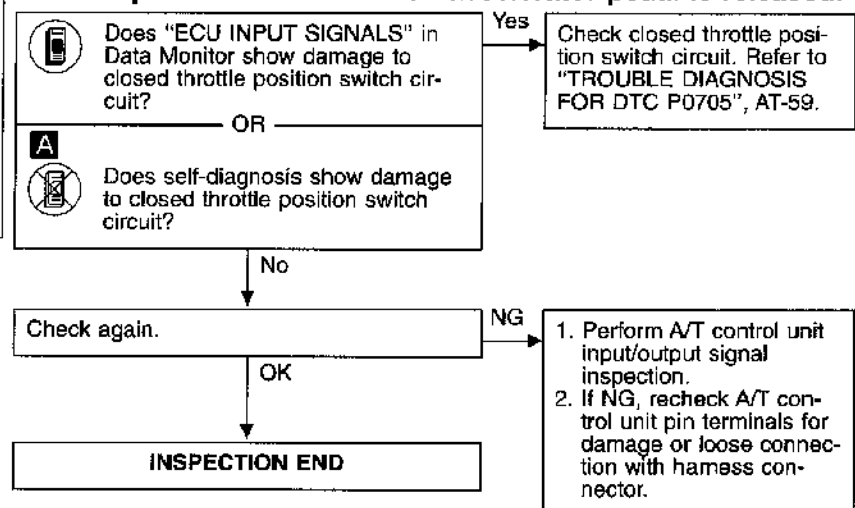 pedal is released.
Does "ECU INPUT SIGNALS" in
Data Monitor show damage to
closed throttle position switch cir-
cuit?
Yes
Check closed throttle posi-
tion switch circuit. Refer to
"TROUBLE DIAGNOSIS
FOR DTC P0705", AT-59.
OR
A
Does self-diagnosis show damage
to closed throttle position switch
circuit?
No
Check again.
NG
1. Perform A/T control unit
input/output signal
inspection.
2. If NG, recheck A/T con-
trol unit pin terminals for
damage or loose connec-
tion with harness con-
nector.
OK
INSPECTION END